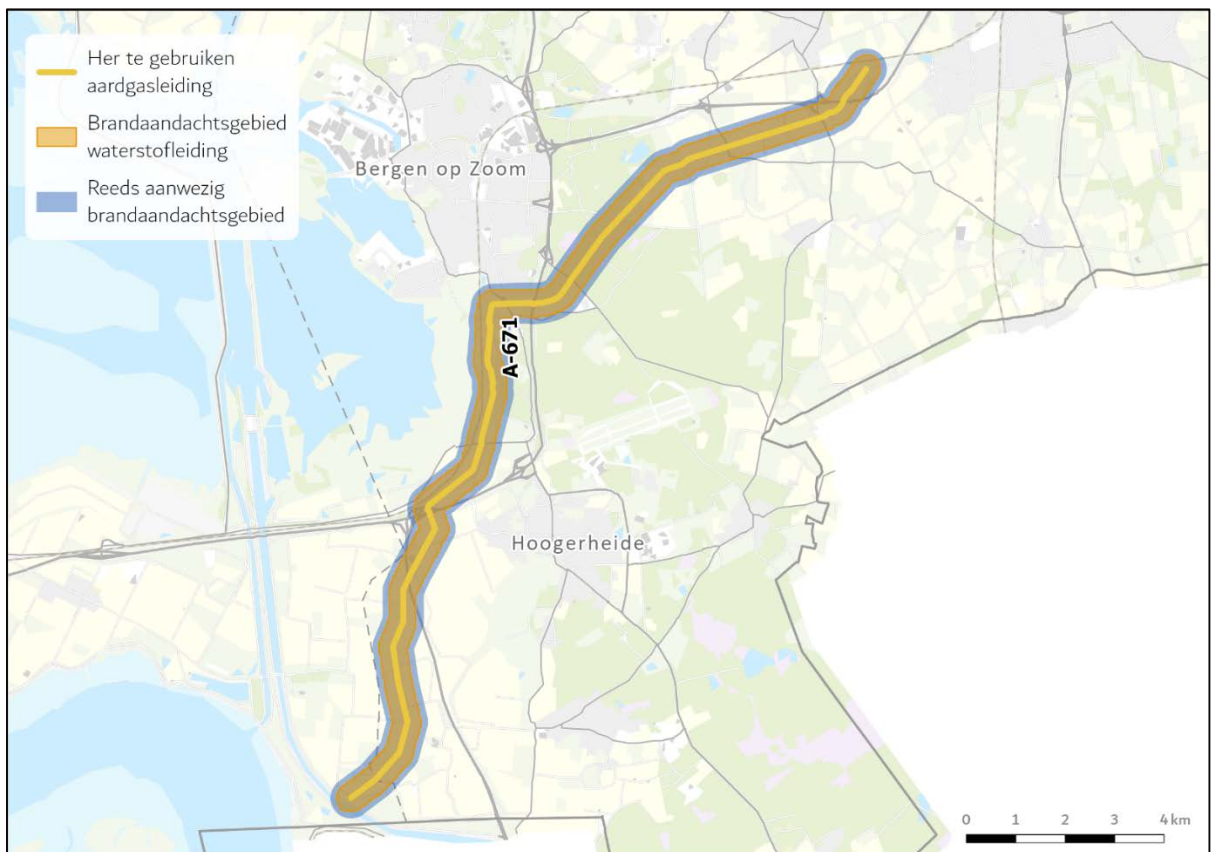 Her te gebruiken
aardgasleiding
Brandaandachtsgebied
waterstofleiding
Reeds aanwezig
brandaandachtsgebied
Bergen op Zoom
A-671
Hoogerheide
0 1 2 3 4 km